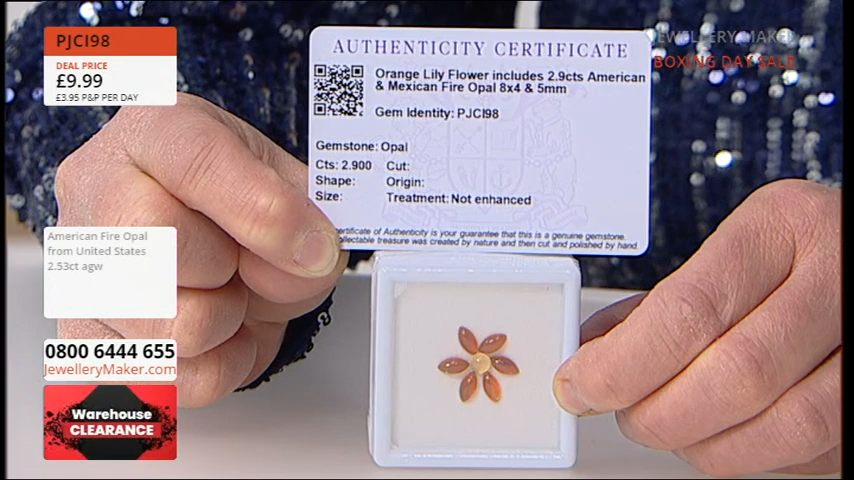 PJCI98
DEAL PRICE
£9.99
£3.95 P&P PER DAY
American Fire Opal
from United States
2.53ct agw
0800 6444 655
JewelleryMaker.com
Warehouse
CLEARANCE
JEWELLERY MAKER
BOXING DAY SALE
AUTHENTICITY CERTIFICATE
Orange Lily Flower includes 2.9cts American
& Mexican Fire Opal 8x4 & 5mm
Gem Identity: PJCI98
Gemstone: Opal
Cts: 2.900 Cut:
Shape: Origin:
Size: Treatment: Not enhanced
of Authenticity is your guarantee that this is a genuine gemstone.
treasure was created by nature and then cut and polished by hand.